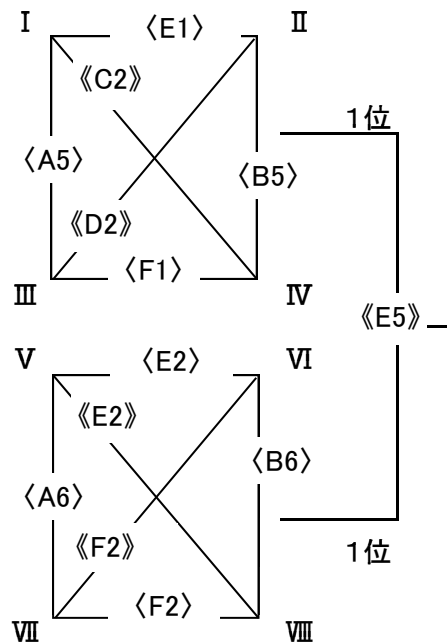 Ⅰ 〈E1〉 Ⅱ
《C2》
1位
〈A5〉
〈B5〉
《D2》
〈F1〉
Ⅲ Ⅳ
《E5》
Ⅴ 〈E2〉 Ⅵ
《E2》
〈B6〉
〈A6〉
《F2》
1位
〈F2〉
Ⅶ Ⅷ